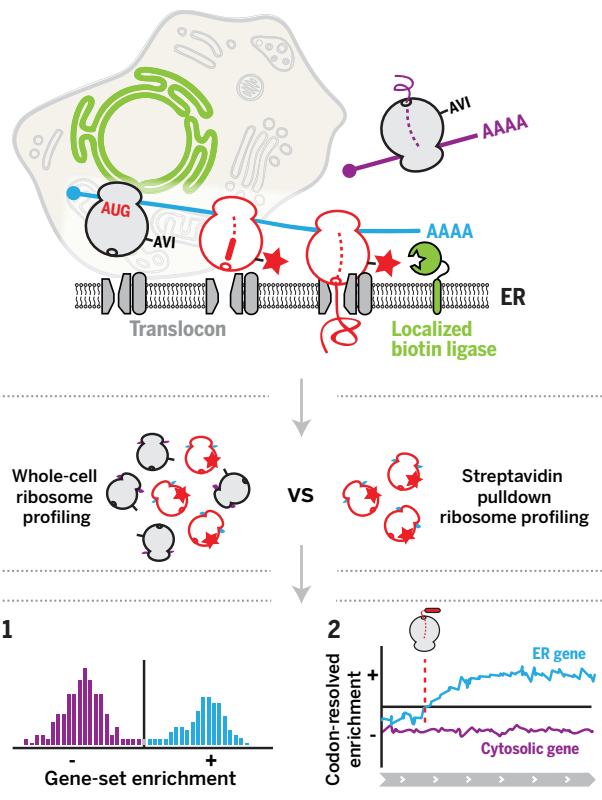 AVI
AAAA
AUG
AVI
AAAA
ER
Translocon
Localized
biotin ligase
Whole-cell
ribosome
profiling
VS
Streptavidin
pulldown
ribosome profiling
1
-
+
Gene-set enrichment
2
Codon-resolved
enrichment
+
-
ER gene
Cytosolic gene